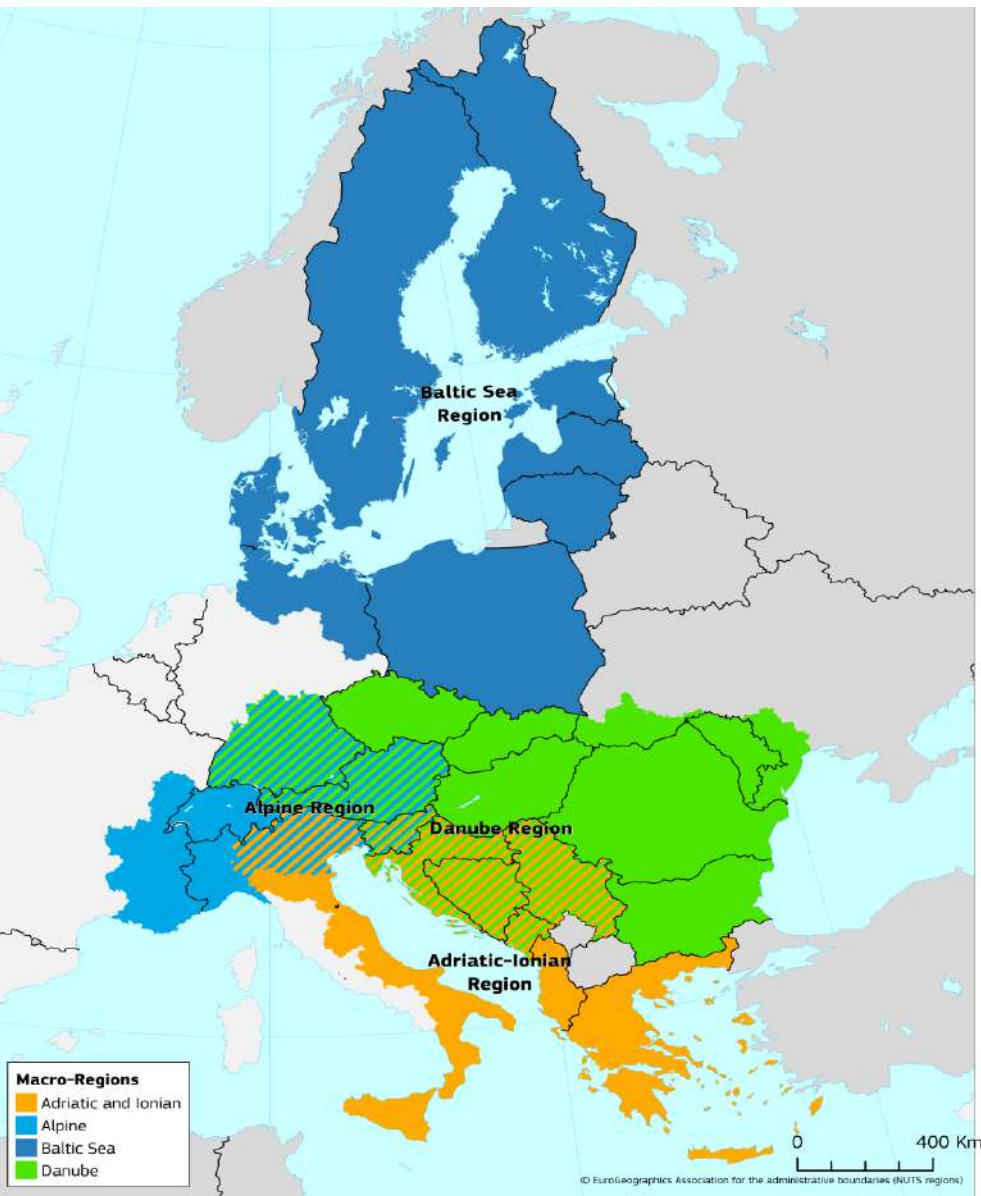 Baltic Sea
Region
Alpine Region
Danube Region
Adriatic-Ionian
Region
Macro-Regions
Adriatic and Ionian
Alpine
Baltic Sea
Danube
0 400 Km
© EuroGeographics Association for the administrative boundaries (NUTS regions)